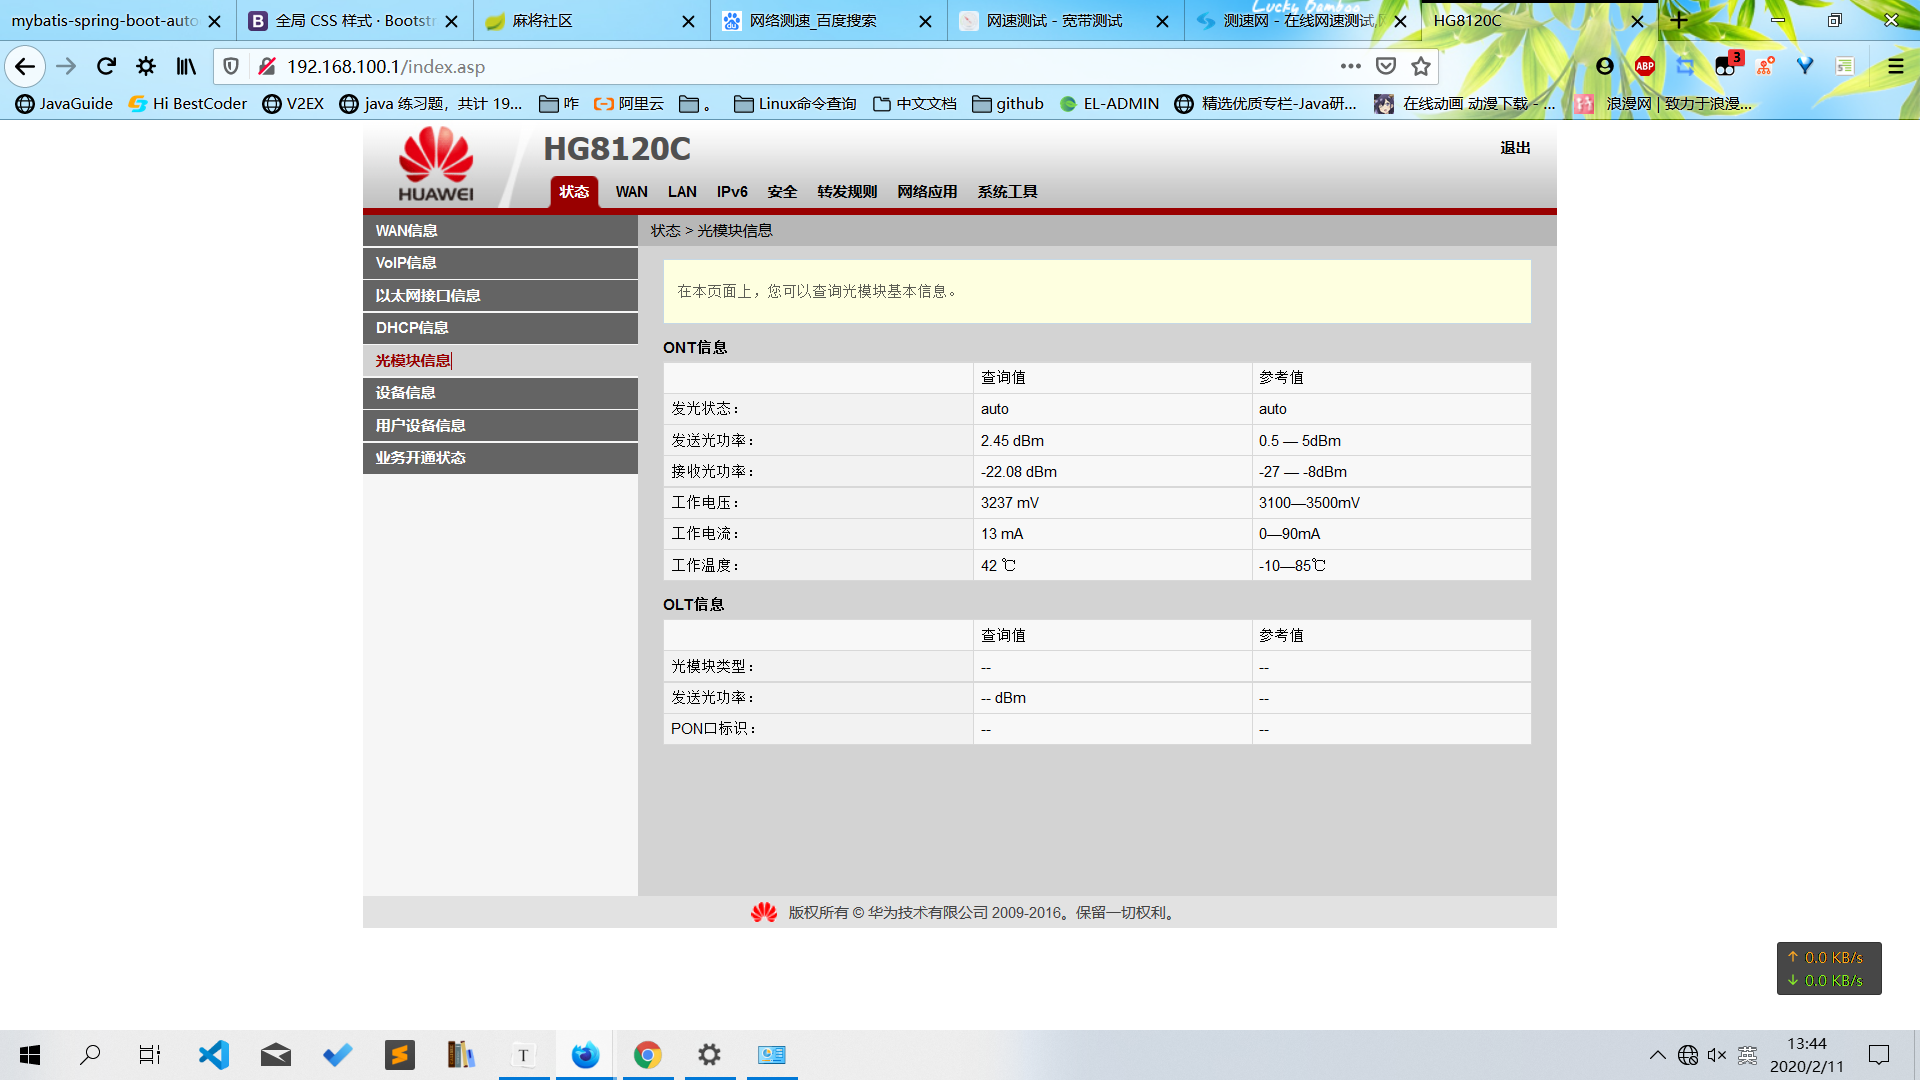 mybatis-spring-boot-auto
全局 CSS 样式 · Bootstr
麻将社区
网络测速_百度搜索
网速测试 - 宽带测试
测速网 - 在线网速测试,
HG8120C
Lucky Bamboo
192.168.100.1/index.asp
ABP
3
JavaGuide
Hi BestCoder
V2EX
java 练习题，共计 19...
咋
阿里云
。
Linux命令查询
中文文档
github
EL-ADMIN
精选优质专栏-Java研...
在线动画 动漫下载 - ...
浪漫网 | 致力于浪漫...
HUAWEI
HG8120C
退出
状态
WAN
LAN
IPv6
安全
转发规则
网络应用
系统工具
WAN信息
VoIP信息
以太网接口信息
DHCP信息
光模块信息
设备信息
用户设备信息
业务开通状态
状态 > 光模块信息
在本页面上，您可以查询光模块基本信息。
ONT信息
查询值 参考值
发光状态： auto auto
发送光功率： 2.45 dBm 0.5 — 5dBm
接收光功率： -22.08 dBm -27 — -8dBm
工作电压： 3237 mV 3100—3500mV
工作电流： 13 mA 0—90mA
工作温度： 42 ℃ -10—85℃
OLT信息
查询值 参考值
光模块类型： -- --
发送光功率： -- dBm --
PON口标识： -- --
版权所有 © 华为技术有限公司 2009-2016。保留一切权利。
↑ 0.0 KB/s
↓ 0.0 KB/s
T
英
13:44
2020/2/11